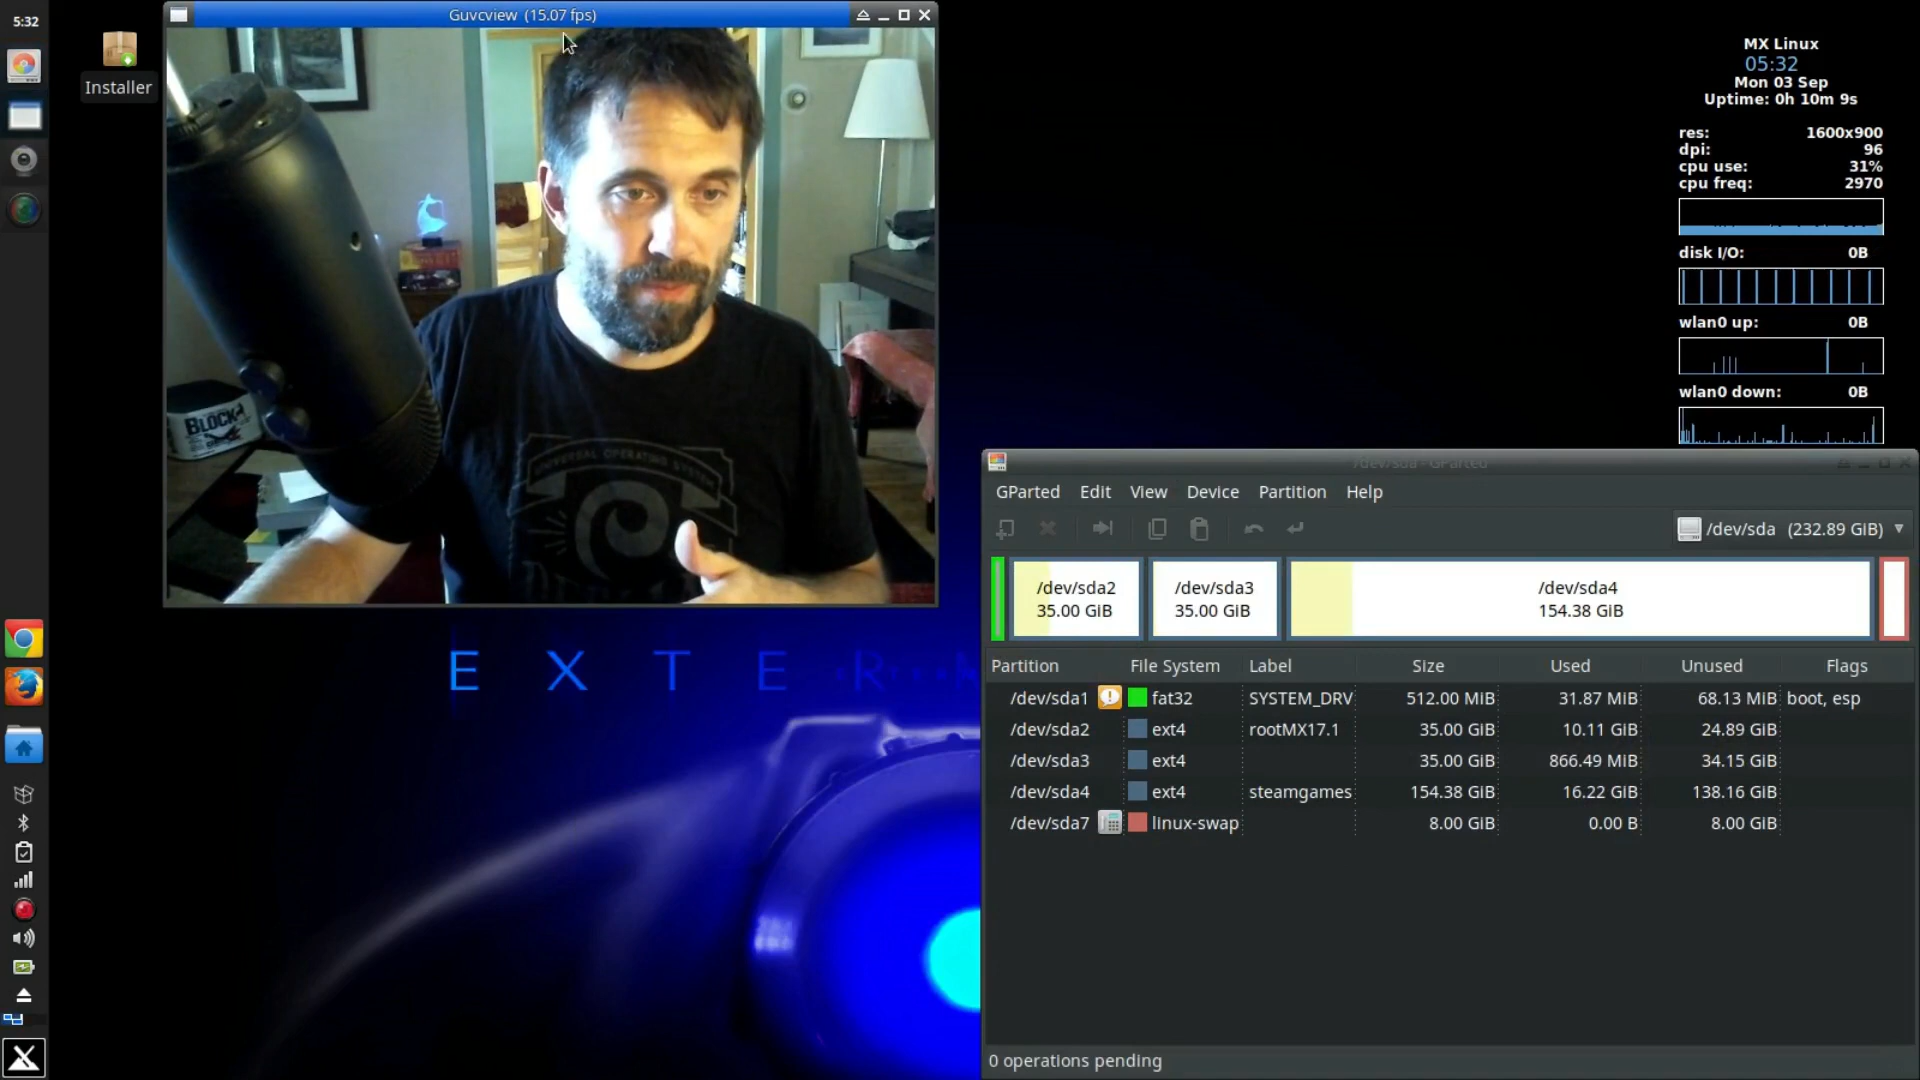 5:32
Installer
Guvcview (15.07 fps)
BLOCK
UNIVERSAL OPERATING SYSTEM
MX Linux
05:32
Mon 03 Sep
Uptime: 0h 10m 9s
res: 1600x900
dpi: 96
cpu use: 31%
cpu freq: 2970
disk I/O: 0B
wlan0 up: 0B
wlan0 down: 0B
/dev/sda - GParted
GParted Edit View Device Partition Help
/dev/sda (232.89 GiB)
/dev/sda2
35.00 GiB
/dev/sda3
35.00 GiB
/dev/sda4
154.38 GiB
Partition File System Label Size Used Unused Flags
/dev/sda1 fat32 SYSTEM_DRV 512.00 MiB 31.87 MiB 68.13 MiB boot, esp
/dev/sda2 ext4 rootMX17.1 35.00 GiB 10.11 GiB 24.89 GiB
/dev/sda3 ext4 35.00 GiB 866.49 MiB 34.15 GiB
/dev/sda4 ext4 steamgames 154.38 GiB 16.22 GiB 138.16 GiB
/dev/sda7 linux-swap 8.00 GiB 0.00 B 8.00 GiB
0 operations pending
E X T E R